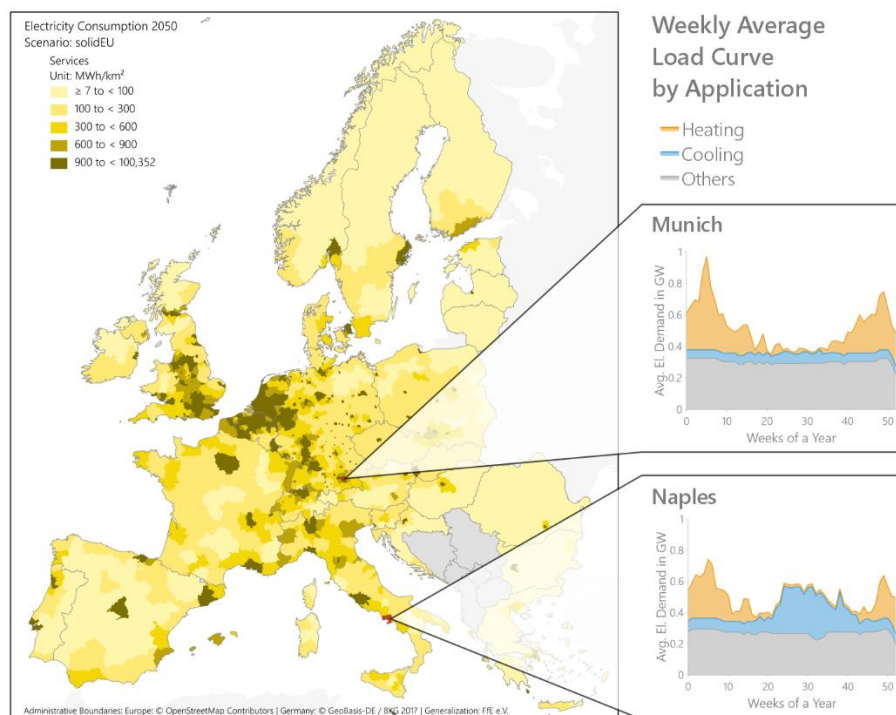 Electricity Consumption 2050
Scenario: solidEU
Services
Unit: MWh/km²
≥ 7 to < 100
100 to < 300
300 to < 600
600 to < 900
900 to < 100,352
Weekly Average
Load Curve
by Application
Heating
Cooling
Others
Munich
Avg. El. Demand in GW
1
0.8
0.6
0.4
0.2
0
0 10 20 30 40 50
Weeks of a Year
Naples
Avg. El. Demand in GW
1
0.8
0.6
0.4
0.2
0
0 10 20 30 40 50
Weeks of a Year
Administrative Boundaries: Europe: © OpenStreetMap Contributors | Germany: © GeoBasis-DE / BKG 2017 | Generalization: FfE e.V.